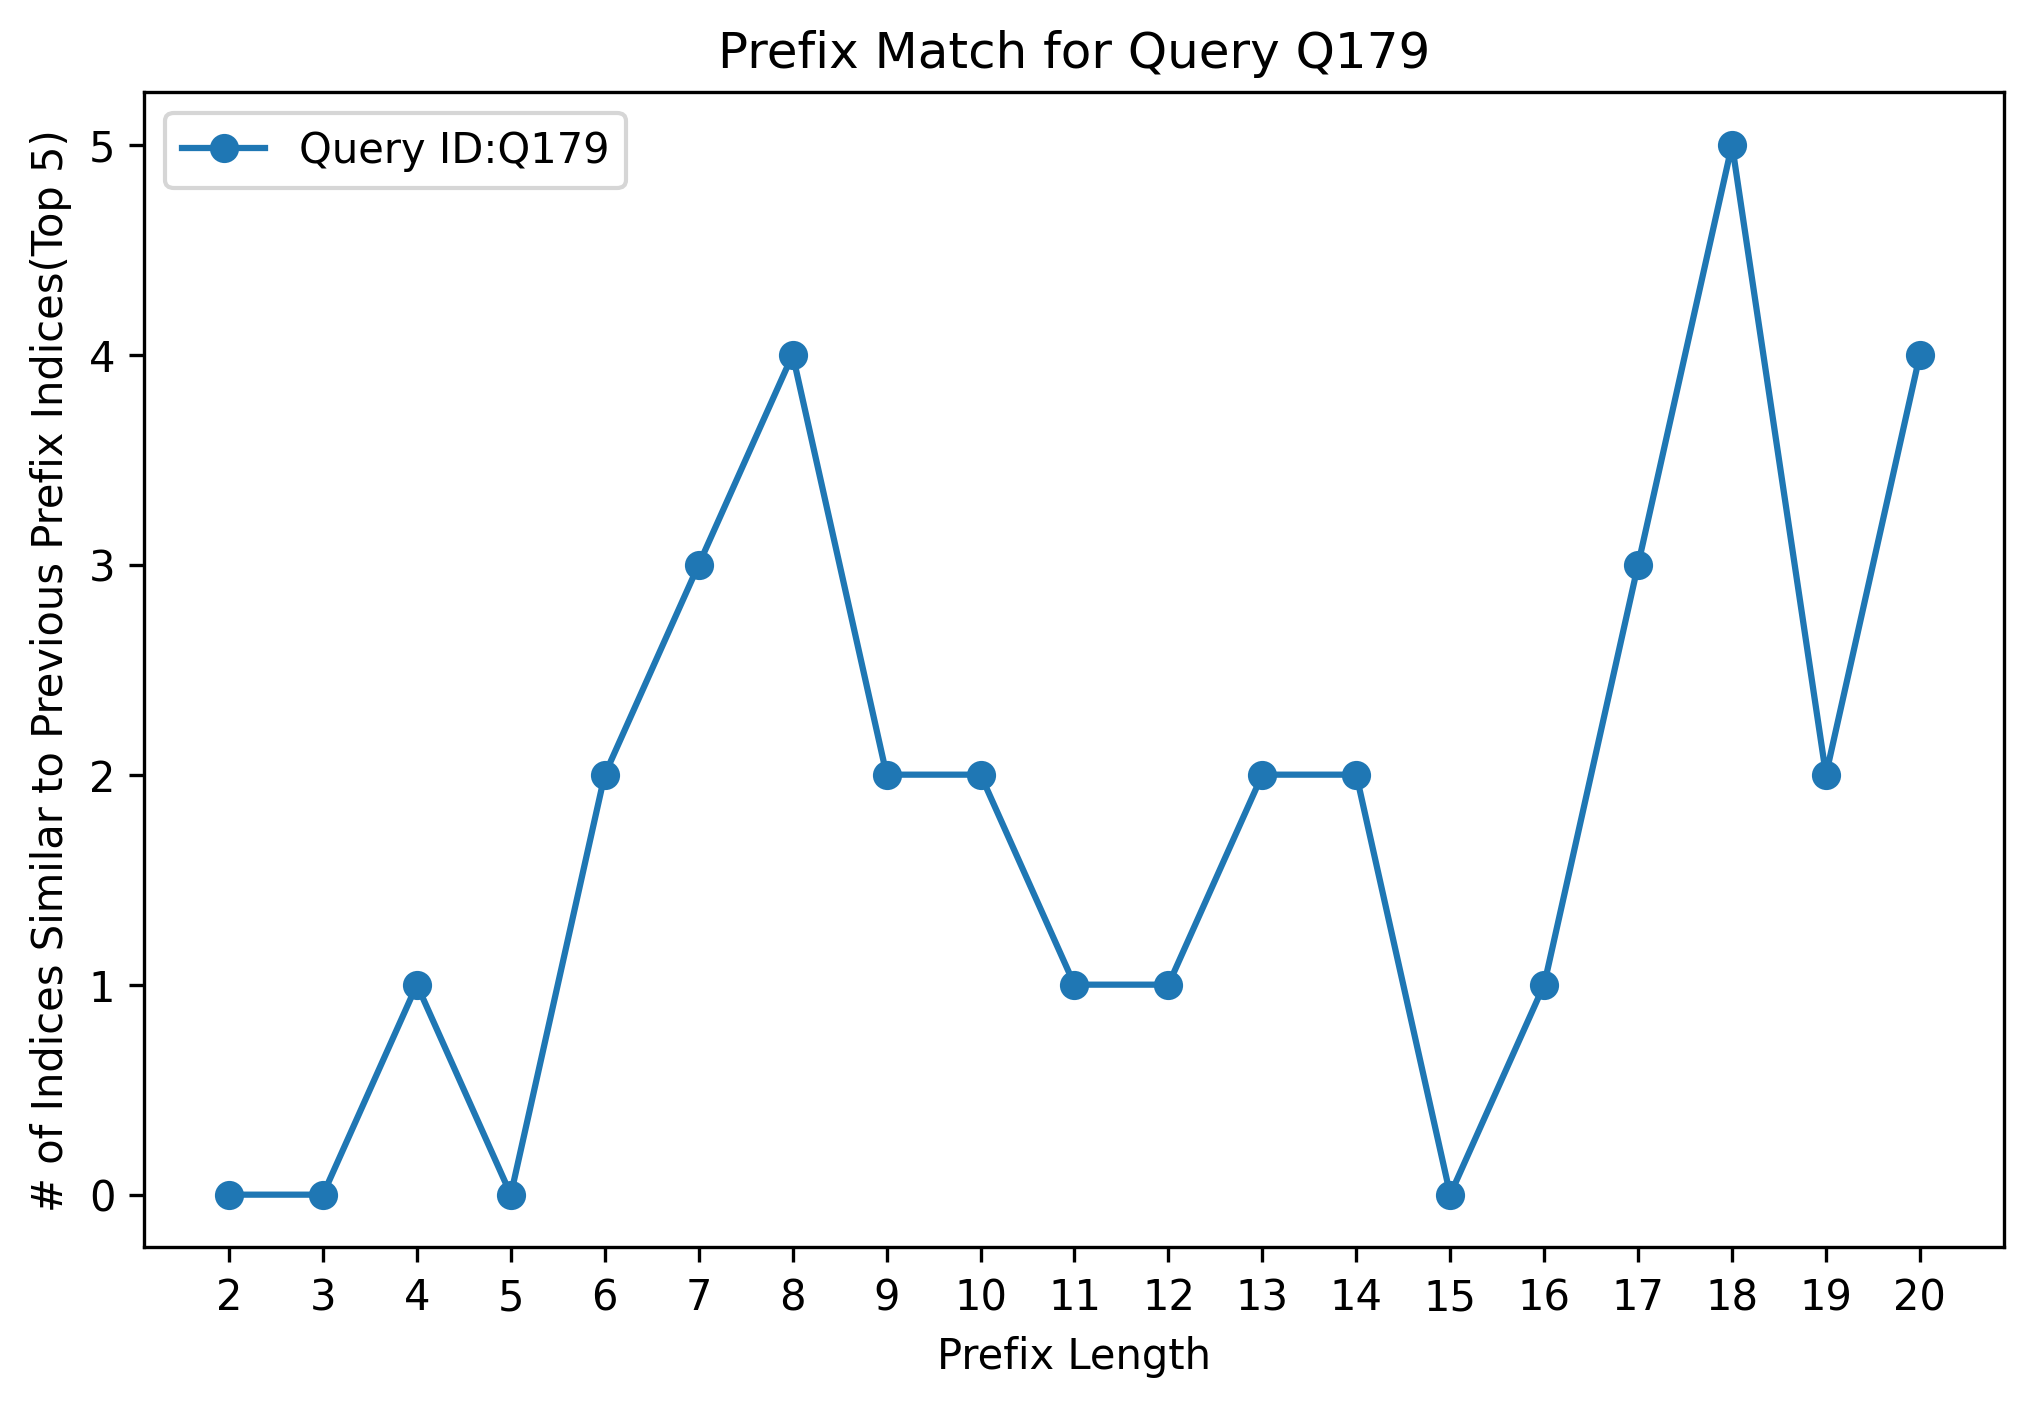 Prefix Match for Query Q179
Query ID:Q179
# of Indices Similar to Previous Prefix Indices(Top 5)
5
4
3
2
1
0
2 3 4 5 6 7 8 9 10 11 12 13 14 15 16 17 18 19 20
Prefix Length